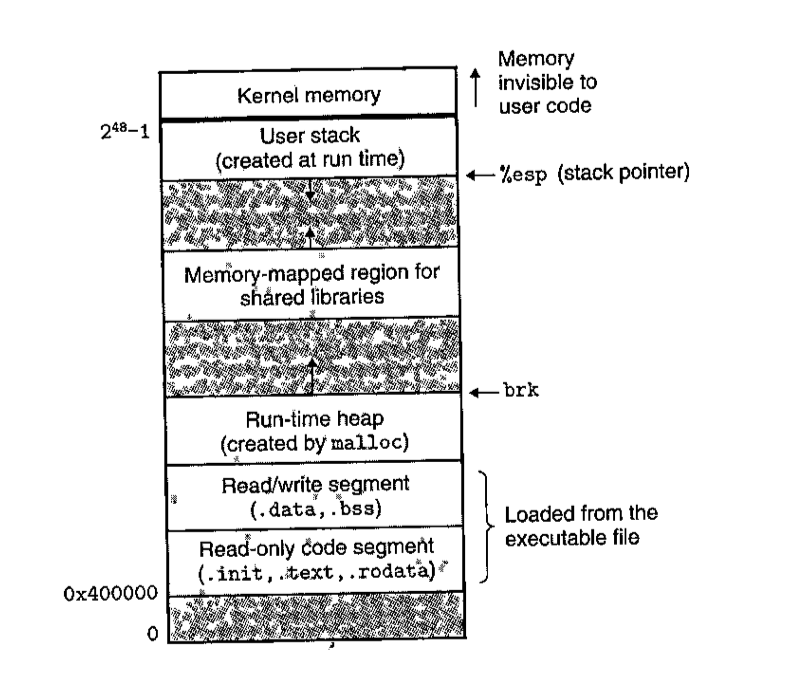 Memory
invisible to
user code
Kernel memory
2⁴⁸−1
User stack
(created at run time)
%esp (stack pointer)
Memory-mapped region for
shared libraries
brk
Run-time heap
(created by malloc)
Read/write segment
(.data,.bss)
Loaded from the
executable file
Read-only code segment
(.init,.text,.rodata)
0x400000
0